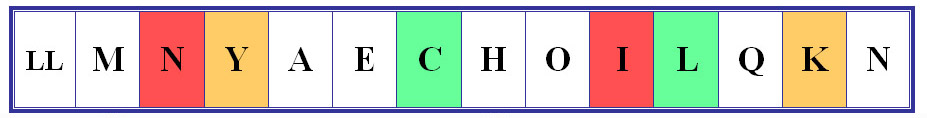 LL M N Y A E C H O I L Q K N